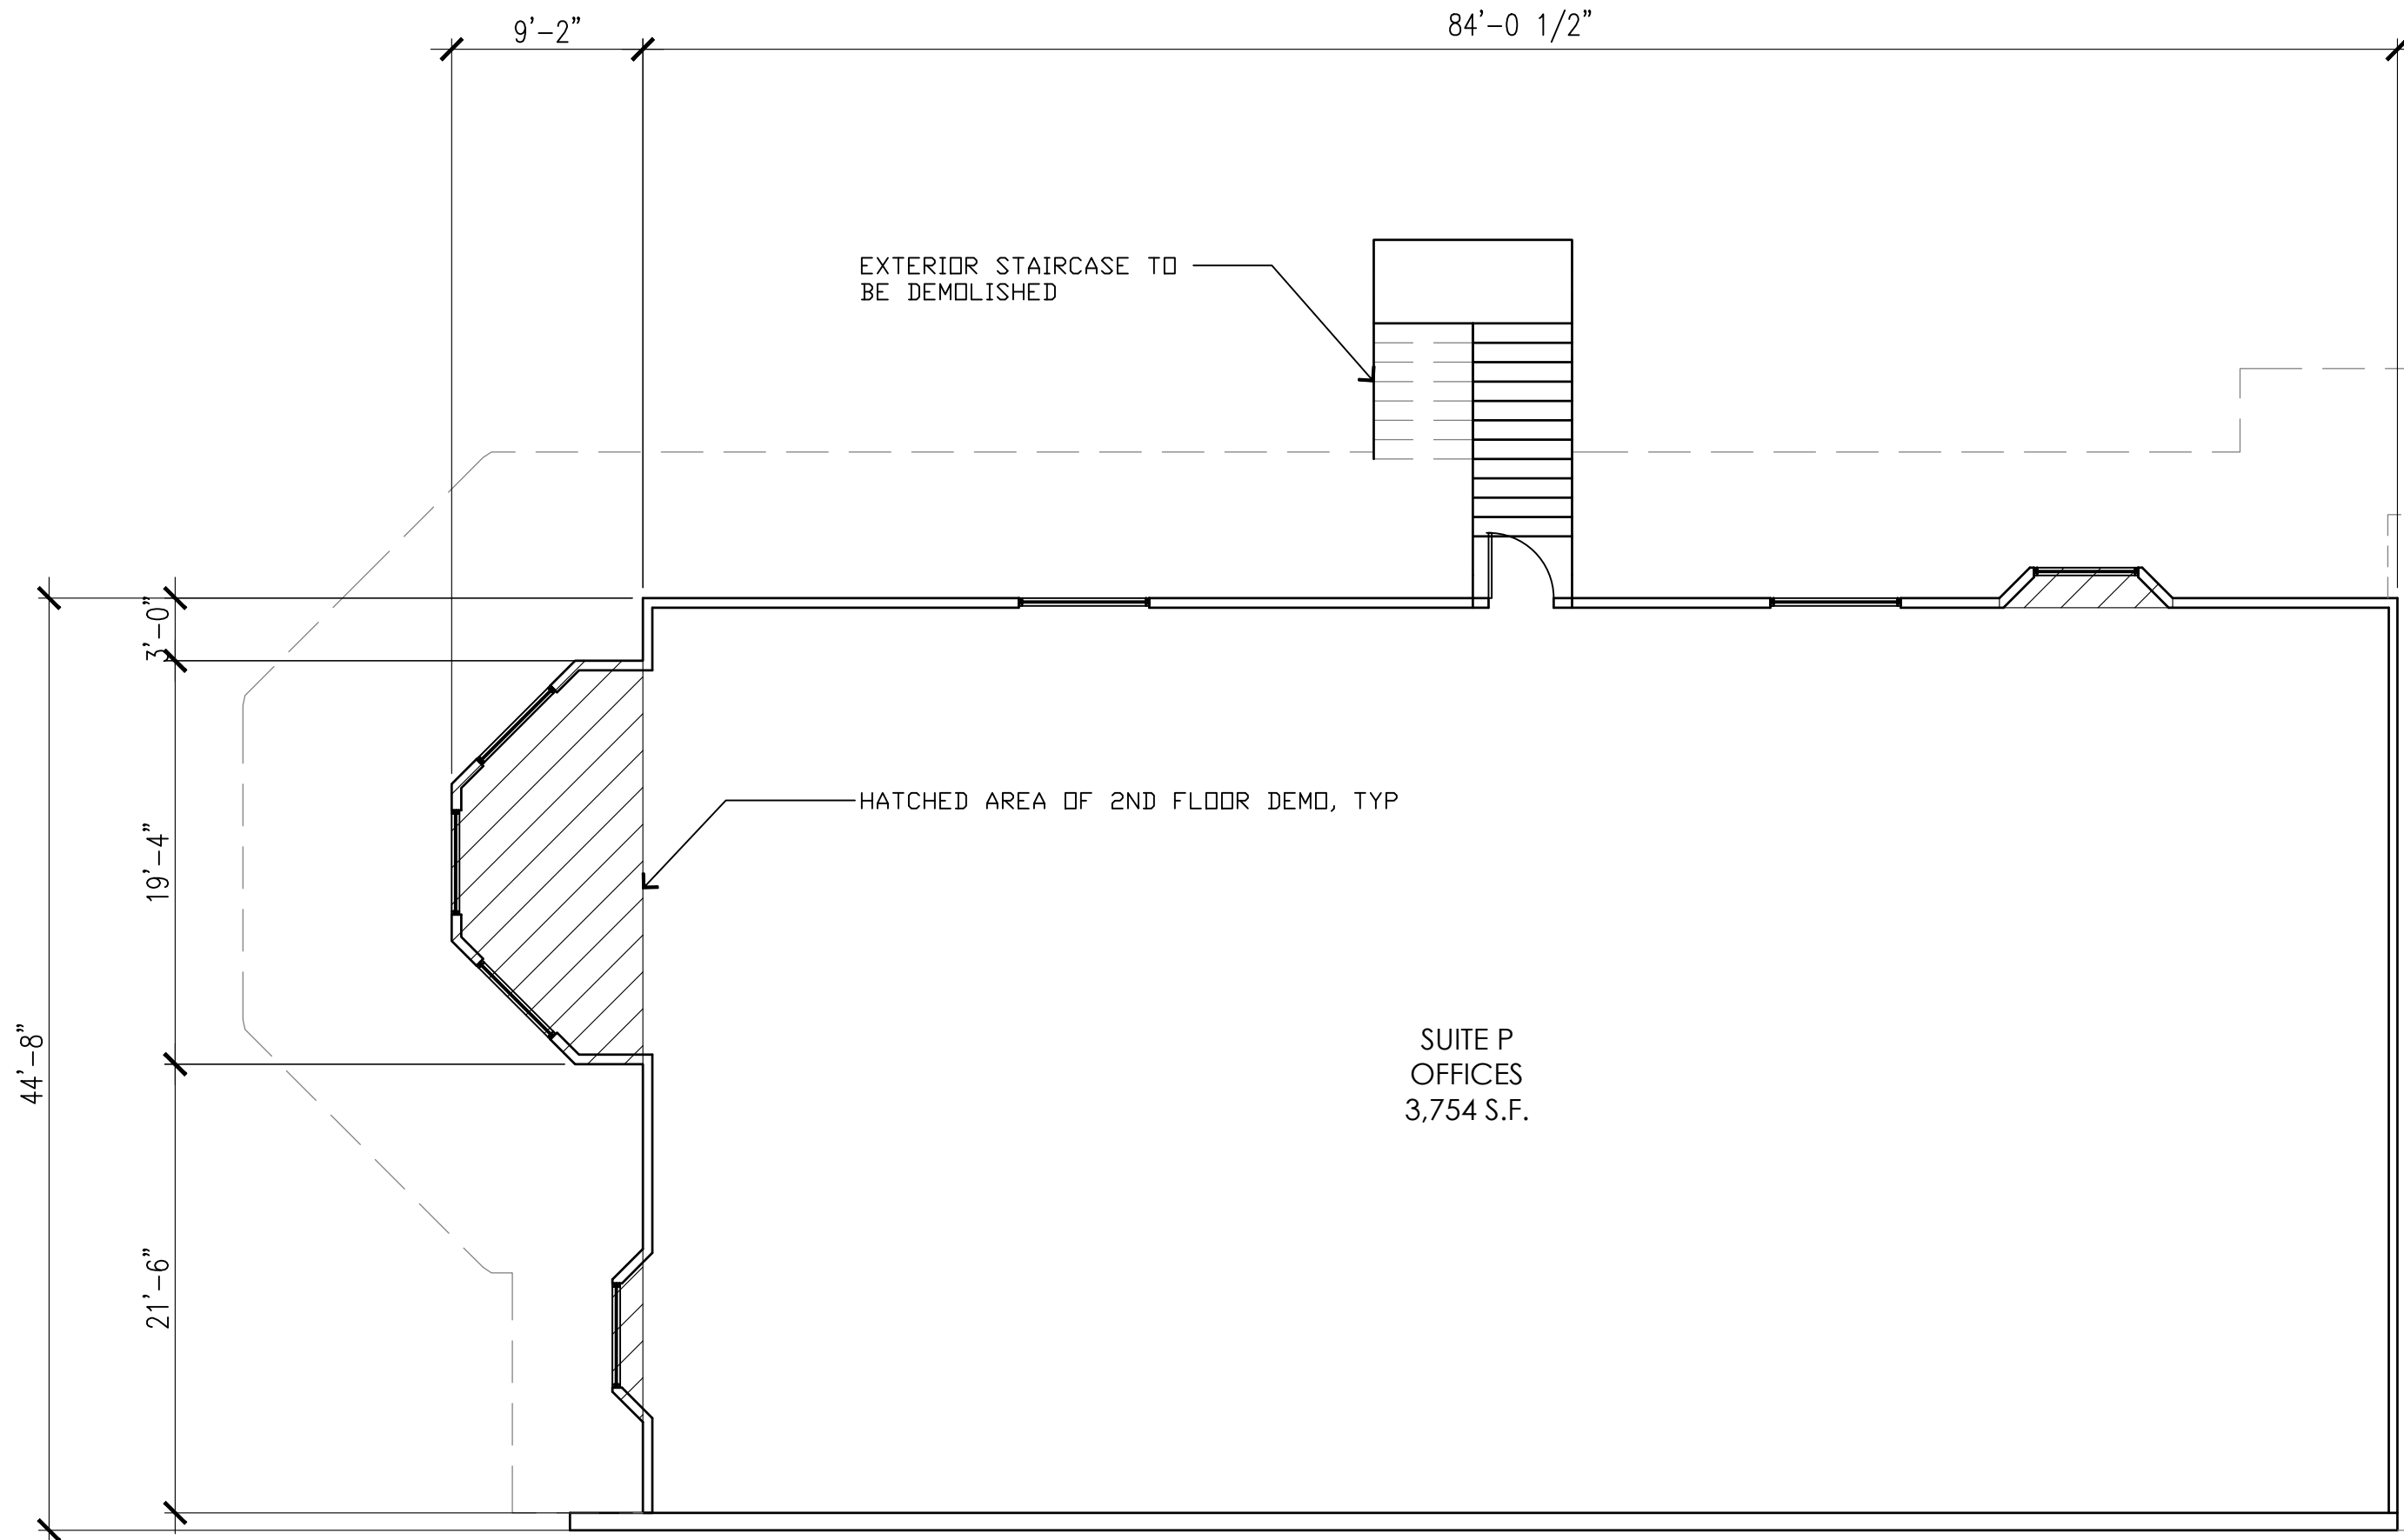 9'-2"
84'-0 1/2"
EXTERIOR STAIRCASE TO
BE DEMOLISHED
3'-0"
HATCHED AREA OF 2ND FLOOR DEMO, TYP
19'-4"
44'-8"
SUITE P
OFFICES
3,754 S.F.
21'-6"